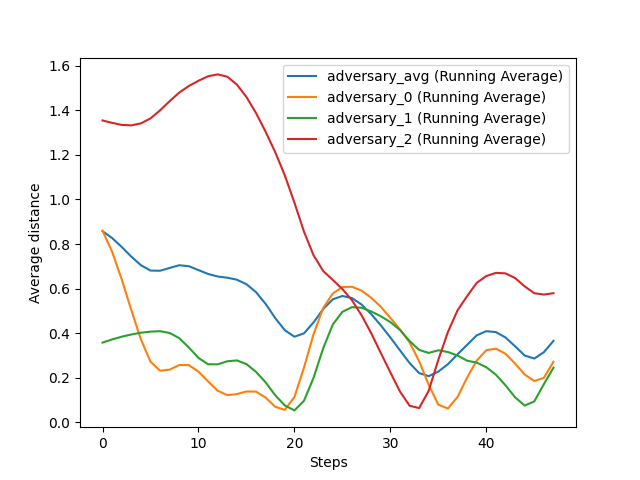 1.6
1.4
1.2
1.0
0.8
0.6
0.4
0.2
0.0
Average distance
adversary_avg (Running Average)
adversary_0 (Running Average)
adversary_1 (Running Average)
adversary_2 (Running Average)
0 10 20 30 40
Steps